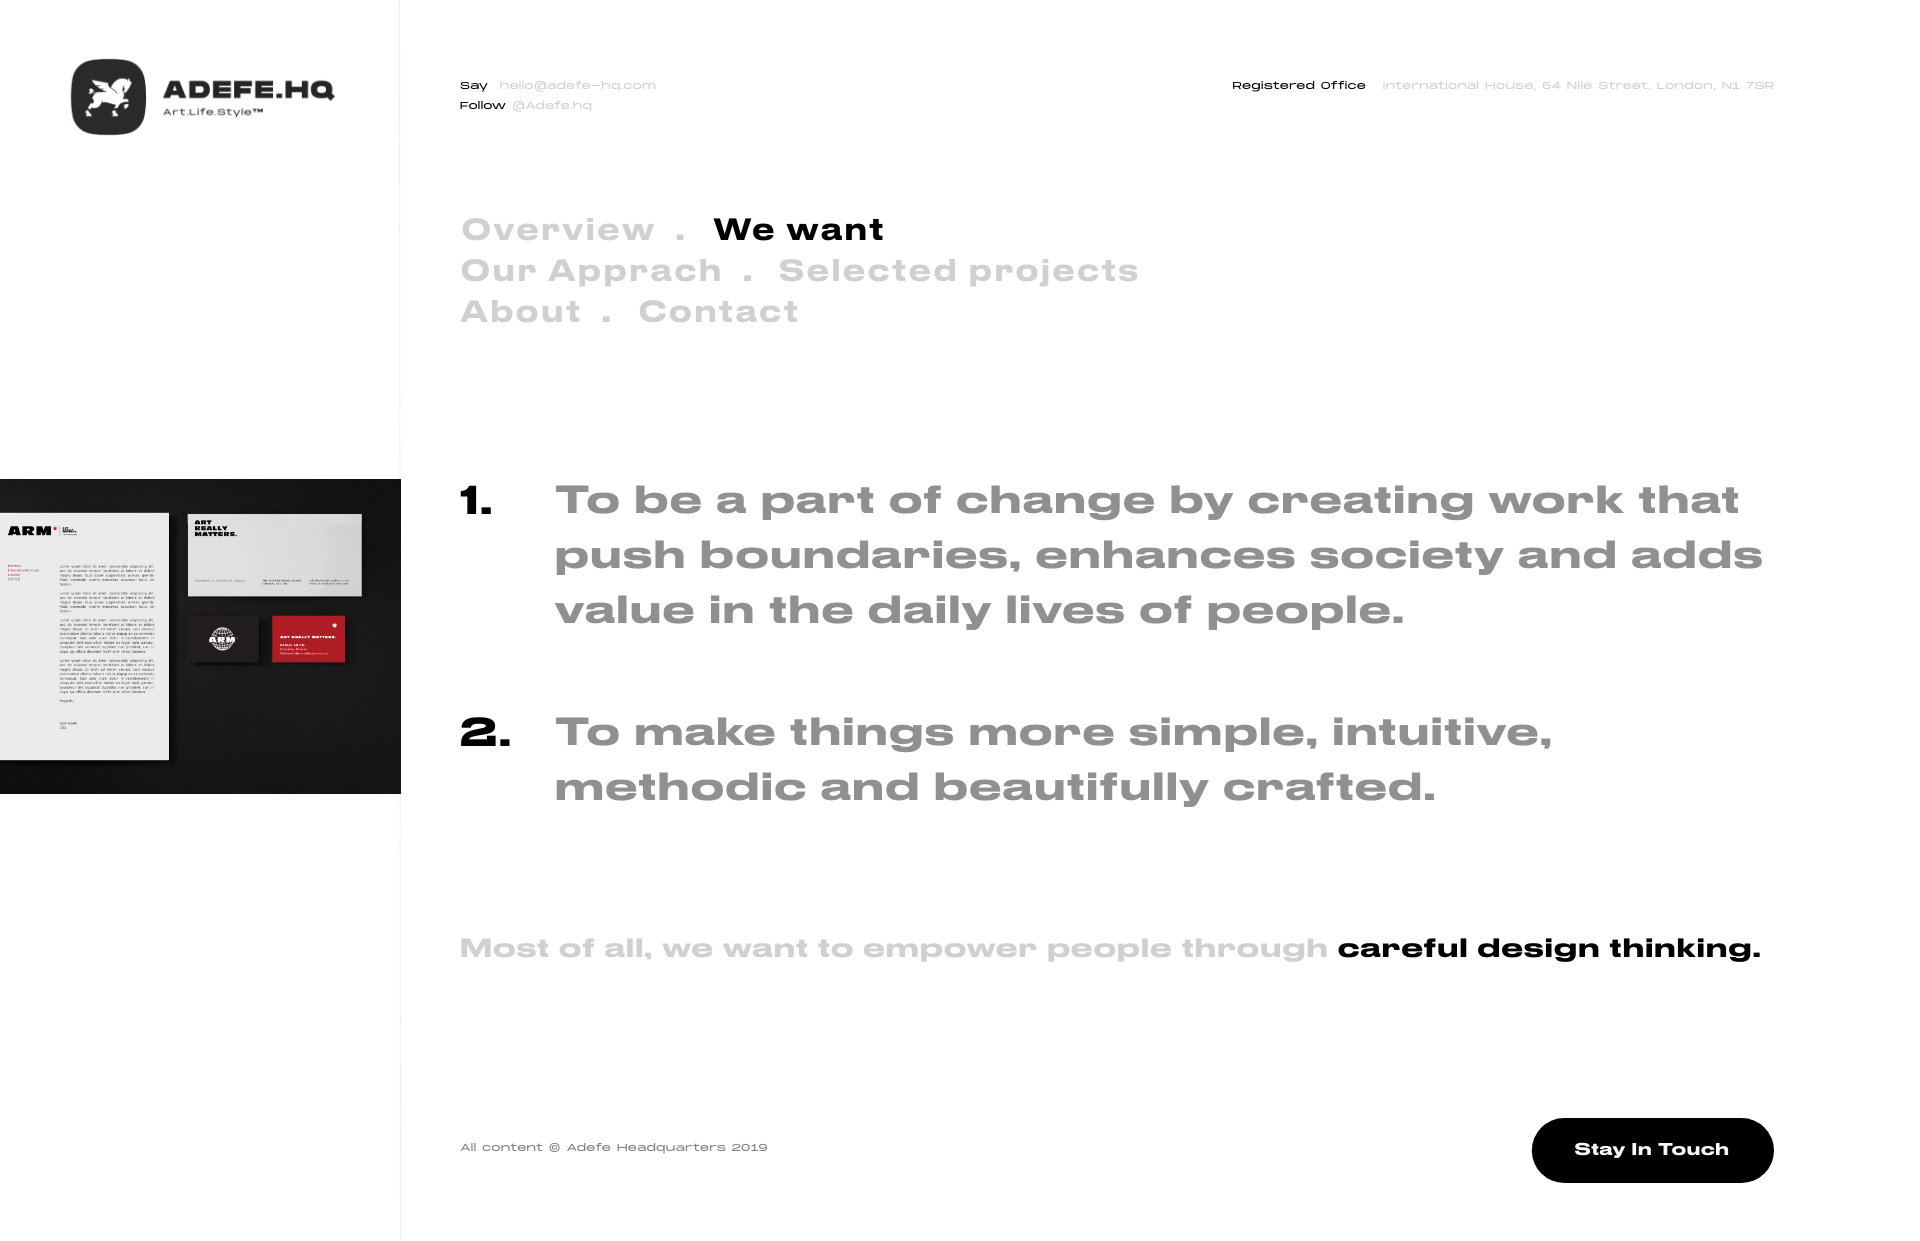 ADEFE.HQ
Art.Life.Style™
Say hello@adefe-hq.com
Follow @Adefe.hq
Registered Office International House, 64 Nile Street, London, N1 7SR
Overview . We want
Our Apprach . Selected projects
About . Contact
1. To be a part of change by creating work that
push boundaries, enhances society and adds
value in the daily lives of people.
2. To make things more simple, intuitive,
methodic and beautifully crafted.
ARM
ART
REALLY
MATTERS.
ARM
ART REALLY MATTERS.
Most of all, we want to empower people through careful design thinking.
All content © Adefe Headquarters 2019
Stay In Touch